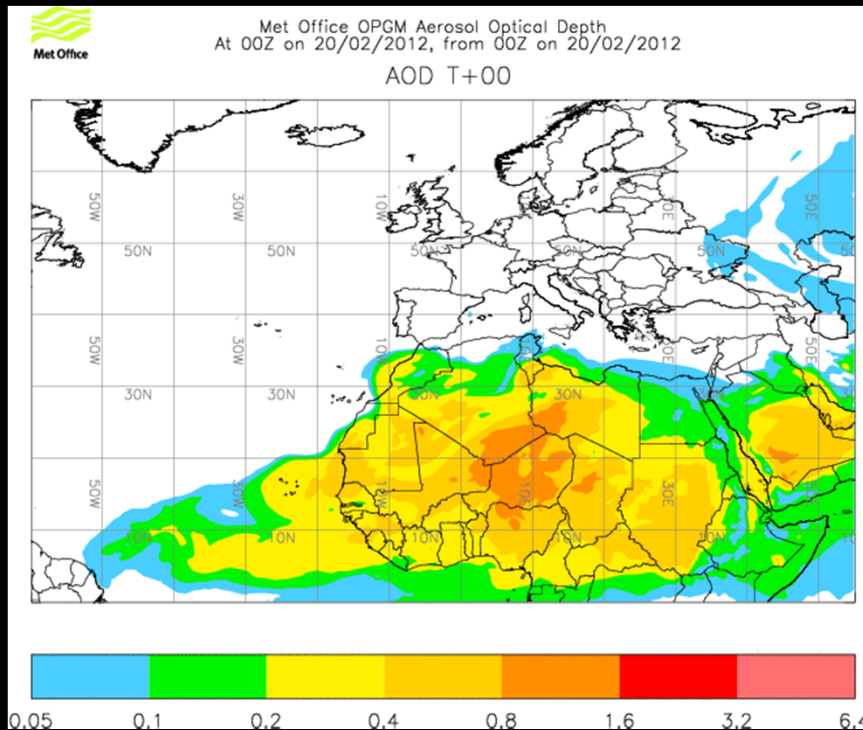 Met Office
Met Office OPGM Aerosol Optical Depth
At 00Z on 20/02/2012, from 00Z on 20/02/2012
AOD T+00
50W 30W 10W 50E
50N 50N 50N 50N 50N
50W 30W 10W 50E
30N 30N 30N
50W 30W 10W 10E 30E
10N 10N 10N 10N 10N
0.05 0.1 0.2 0.4 0.8 1.6 3.2 6.4